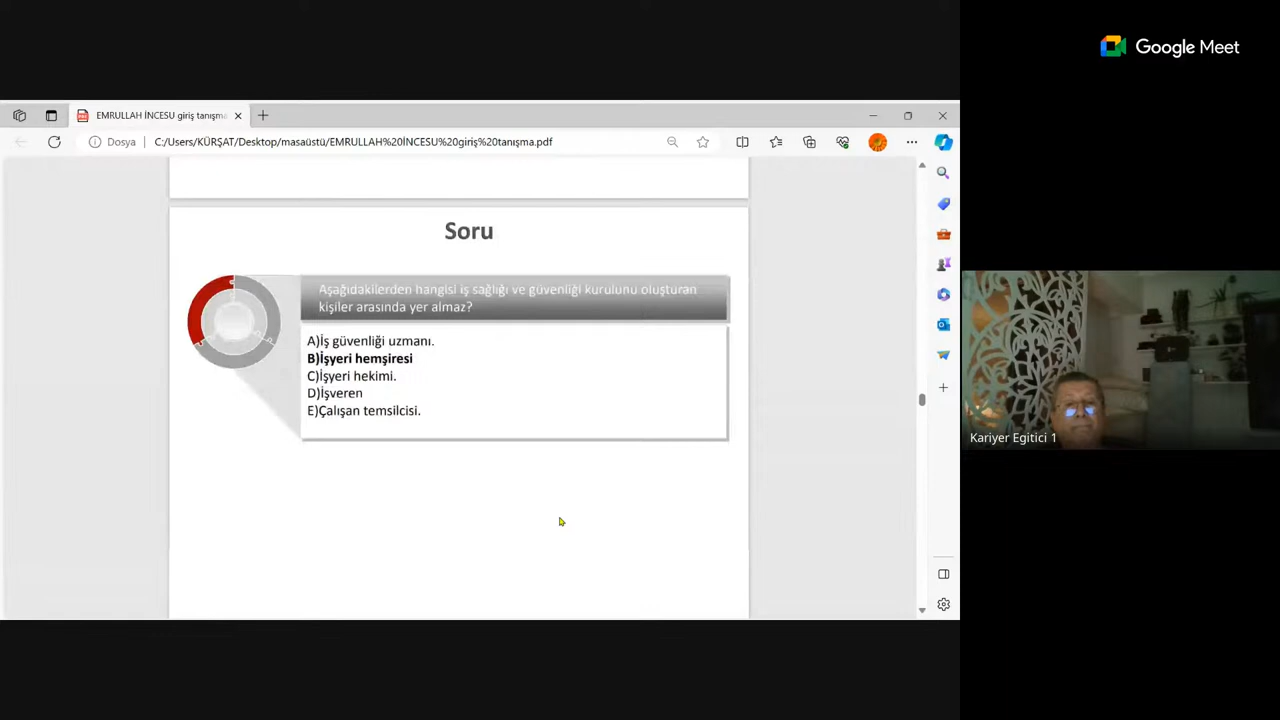 Google Meet
EMRULLAH İNCESU giriş tanışma
Dosya
C:/Users/KÜRŞAT/Desktop/masaüstü/EMRULLAH%20İNCESU%20giriş%20tanışma.pdf
Soru
Aşağıdakilerden hangisi iş sağlığı ve güvenliği kurulunu oluşturan
kişiler arasında yer almaz?
A)İş güvenliği uzmanı.
B)İşyeri hemşiresi
C)İşyeri hekimi.
D)İşveren
E)Çalışan temsilcisi.
Kariyer Egitici 1